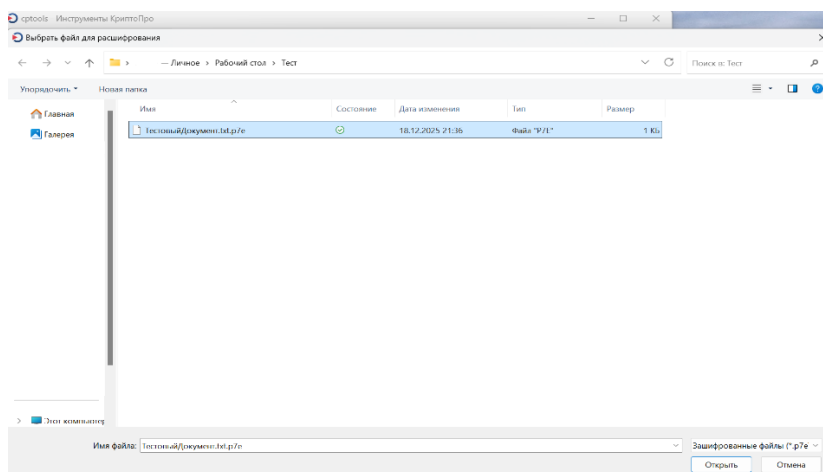 cptools Инструменты КриптоПро
Выбрать файл для расшифрования
— Личное › Рабочий стол › Тест
Поиск в: Тест
Упорядочить
Новая папка
Главная
Галерея
Имя Состояние Дата изменения Тип Размер
ТестовыйДокумент.txt.p7e 18.12.2025 21:36 Файл "P7E" 1 КБ
Этот компьютер
Имя файла: ТестовыйДокумент.txt.p7e
Зашифрованные файлы (*.p7e
Открыть Отмена